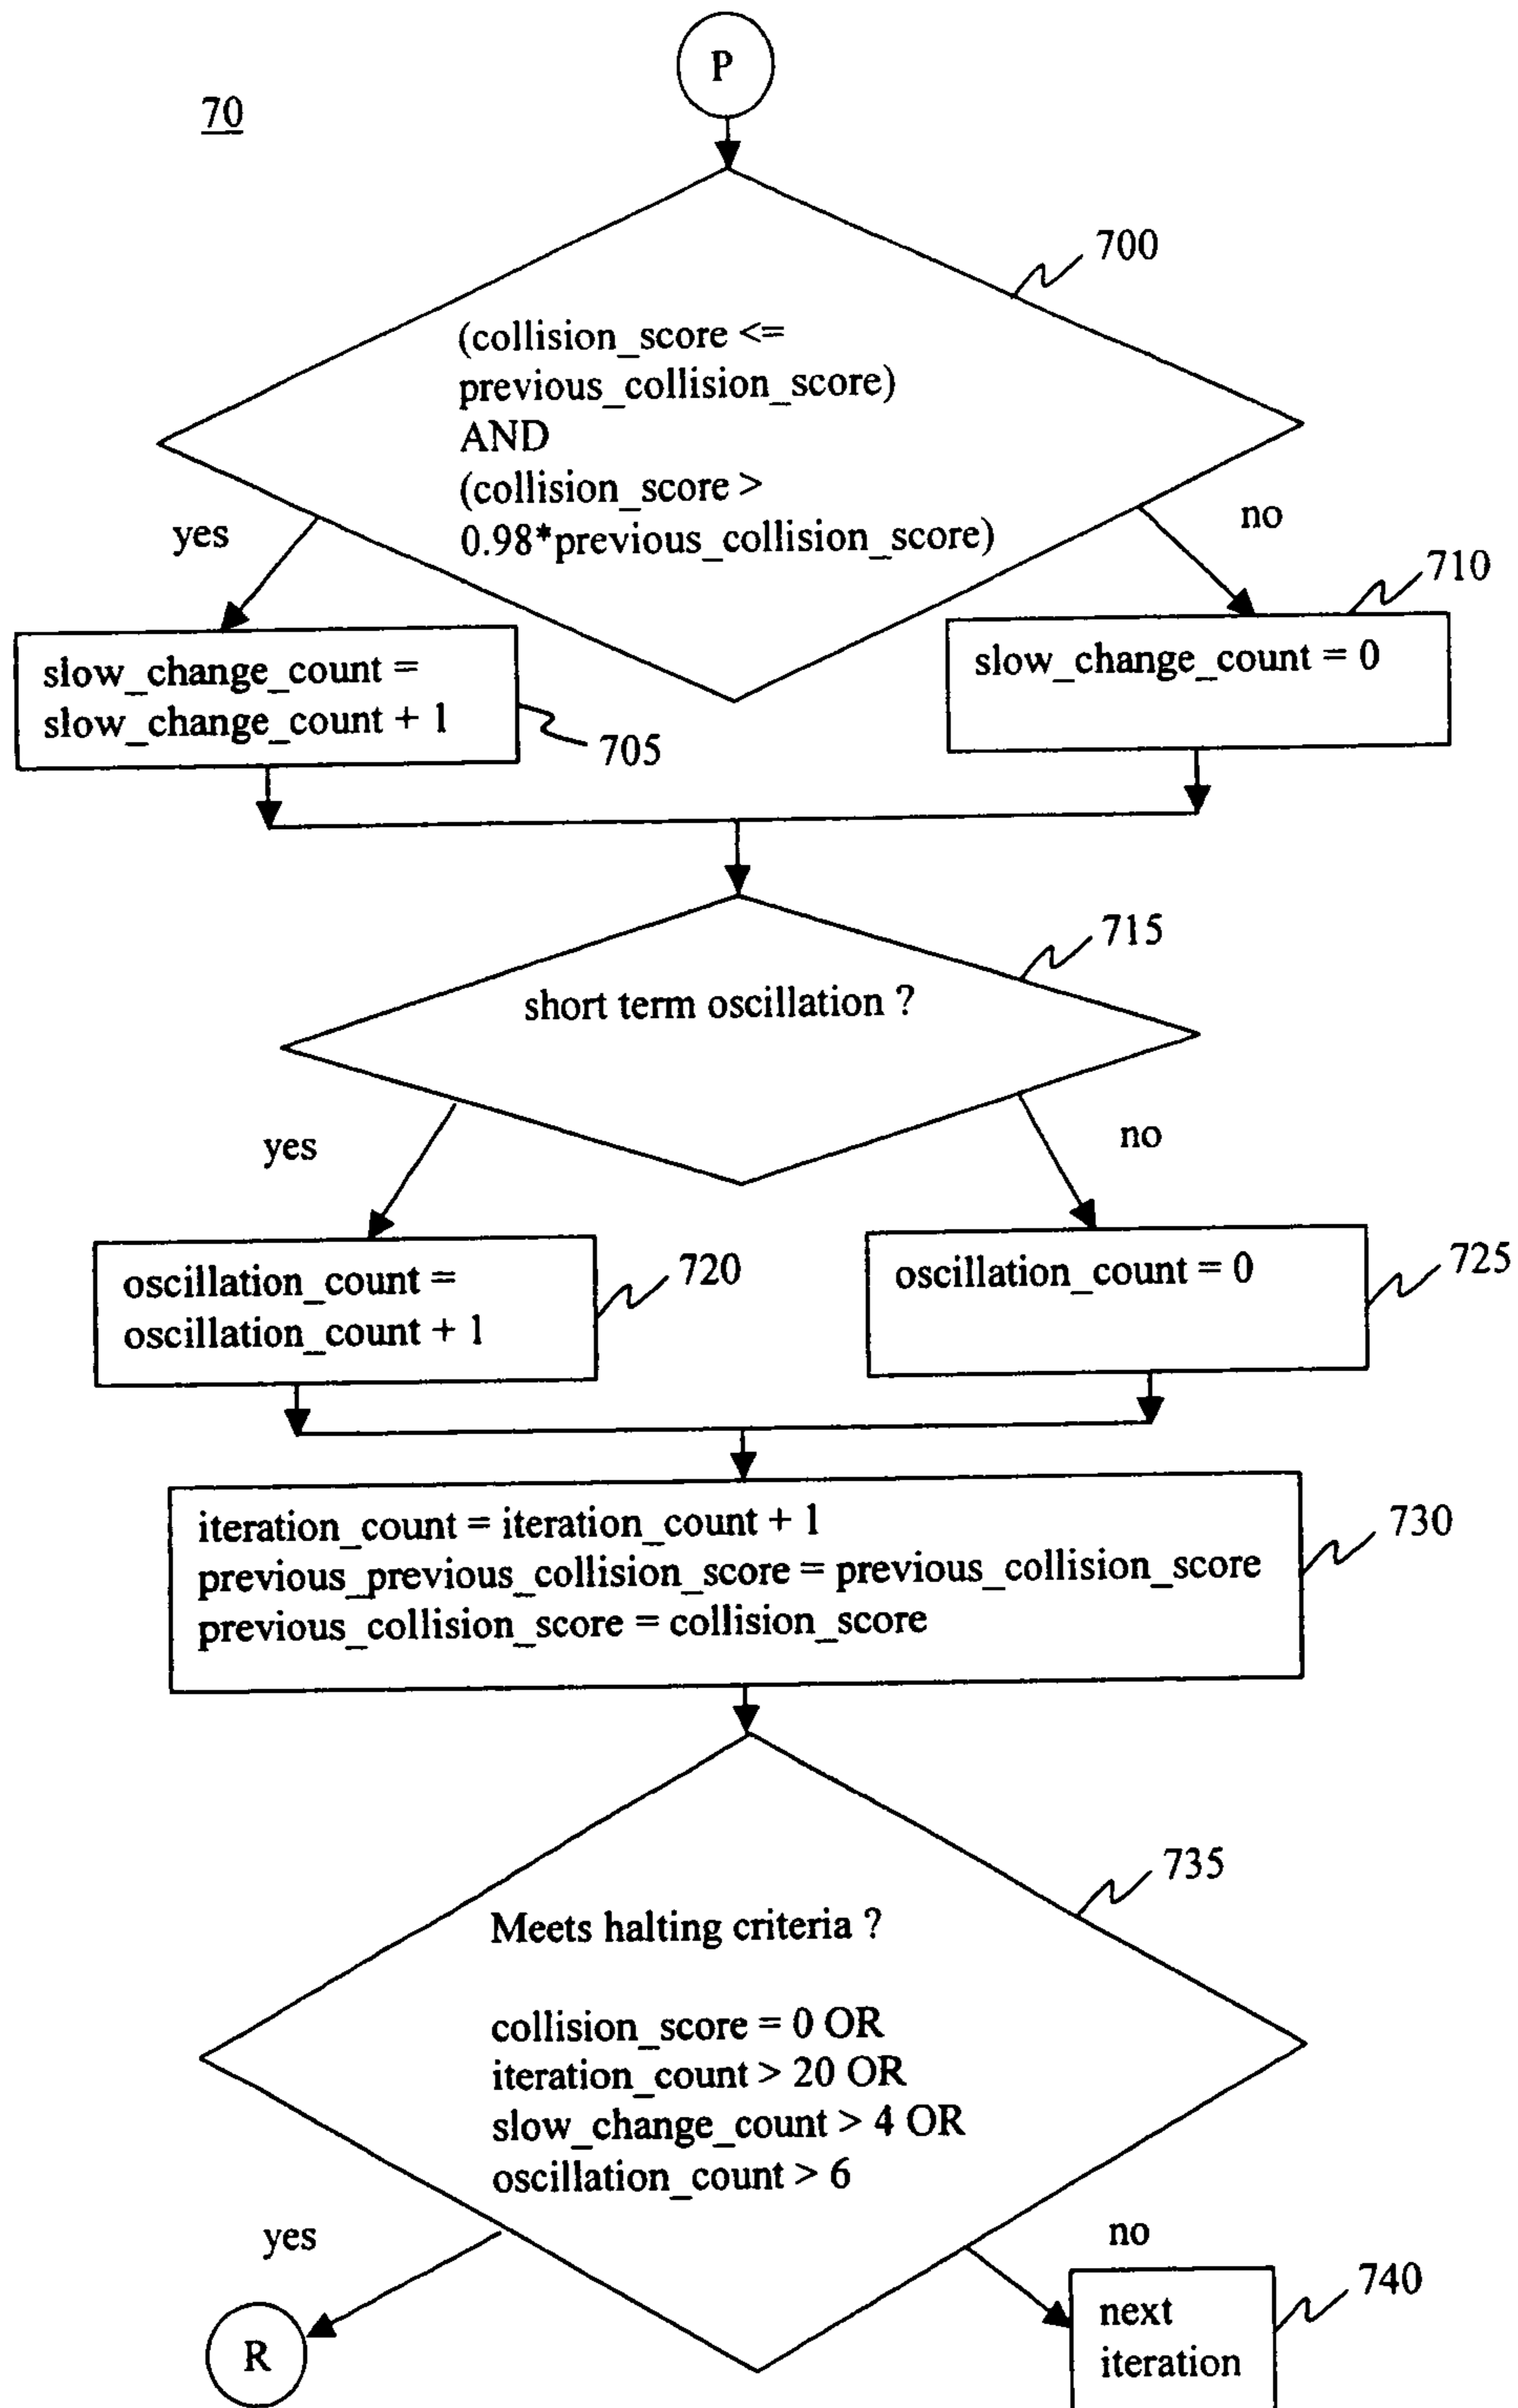 P
70
700
(collision_score <=
previous_collision_score)
AND
(collision_score >
0.98*previous_collision_score)
yes
no
710
slow_change_count =
slow_change_count + 1
705
slow_change_count = 0
715
short term oscillation ?
yes
no
oscillation_count =
oscillation_count + 1
720
oscillation_count = 0
725
iteration_count = iteration_count + 1
previous_previous_collision_score = previous_collision_score
previous_collision_score = collision_score
730
735
Meets halting criteria ?
collision_score = 0 OR
iteration_count > 20 OR
slow_change_count > 4 OR
oscillation_count > 6
yes
no
R
next
iteration
740